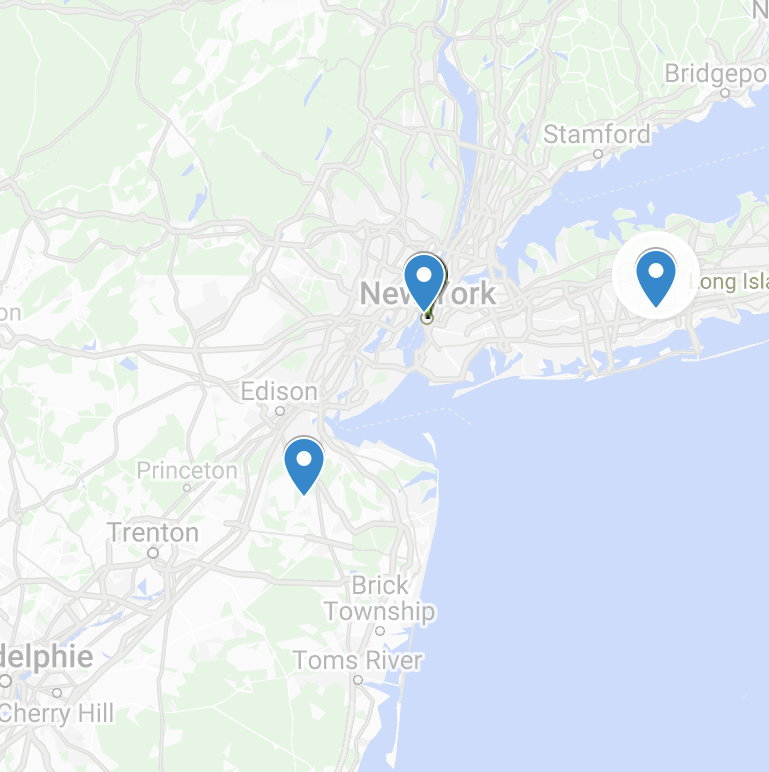 N
Bridgepo
Stamford
Long Isla
New York
on
Edison
Princeton
Trenton
Brick
Township
delphie
Toms River
Cherry Hill